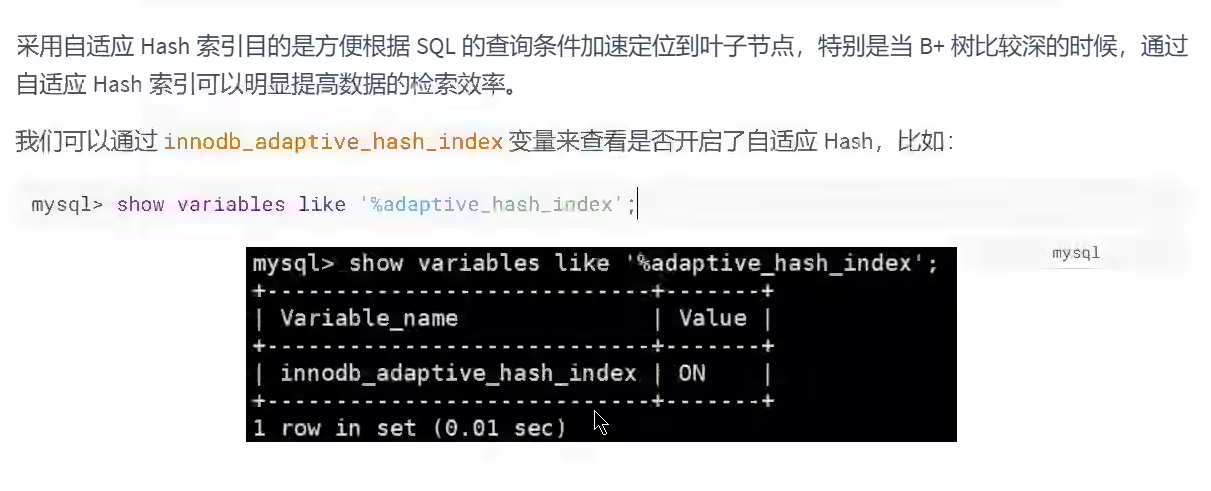 采用自适应 Hash 索引目的是方便根据 SQL 的查询条件加速定位到叶子节点，特别是当 B+ 树比较深的时候，通过
自适应 Hash 索引可以明显提高数据的检索效率。
我们可以通过 innodb_adaptive_hash_index 变量来查看是否开启了自适应 Hash，比如：
mysql> show variables like '%adaptive_hash_index';
mysql
mysql> show variables like '%adaptive_hash_index';
+----------------------------+-------+
| Variable_name | Value |
+----------------------------+-------+
| innodb_adaptive_hash_index | ON |
+----------------------------+-------+
1 row in set (0.01 sec)